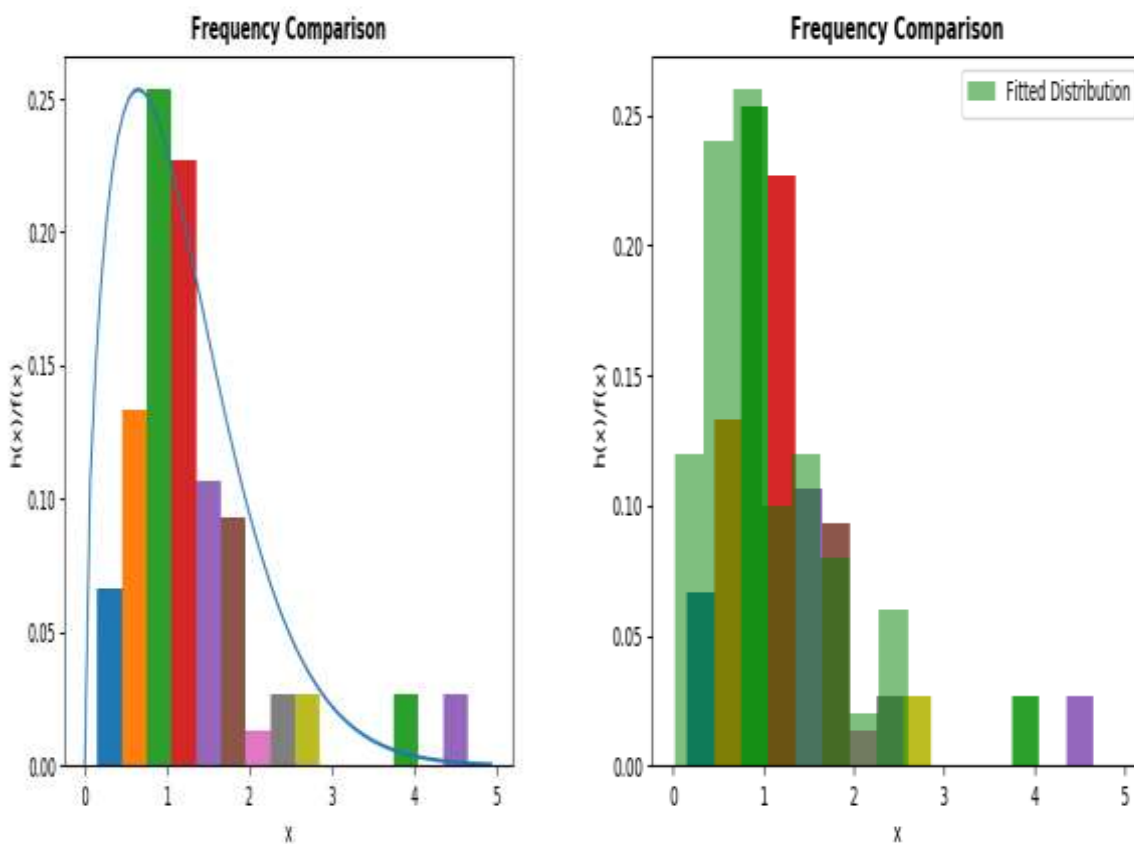 Frequency Comparison
0.25
0.20
0.15
0.10
0.05
0.00
h(x)/f(x)
0 1 2 3 4 5
x
Frequency Comparison
Fitted Distribution
0.25
0.20
0.15
0.10
0.05
0.00
h(x)/f(x)
0 1 2 3 4 5
x